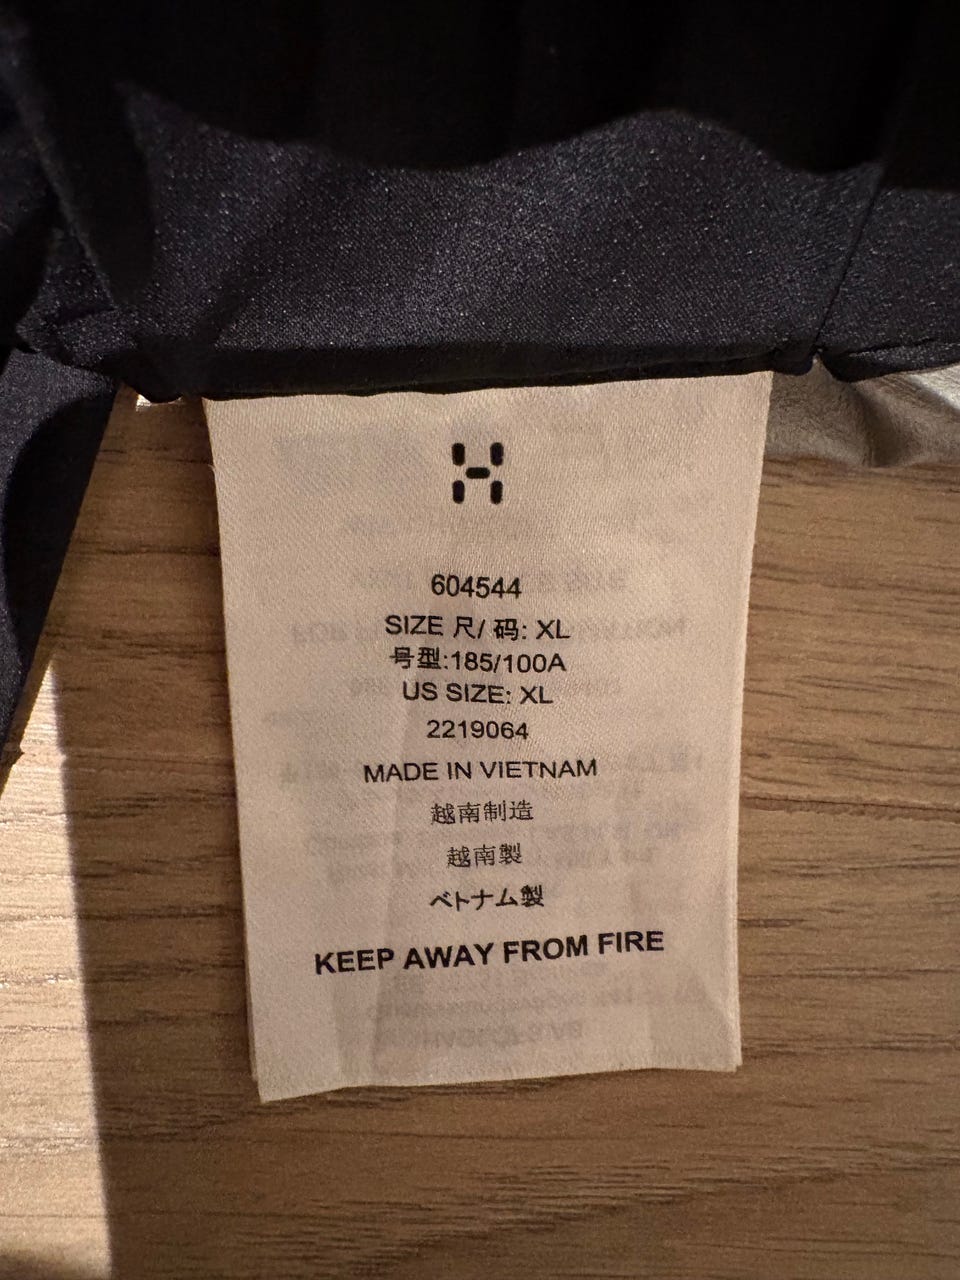 604544
SIZE 尺/ 码: XL
号型:185/100A
US SIZE: XL
2219064
MADE IN VIETNAM
越南制造
越南製
ベトナム製
KEEP AWAY FROM FIRE